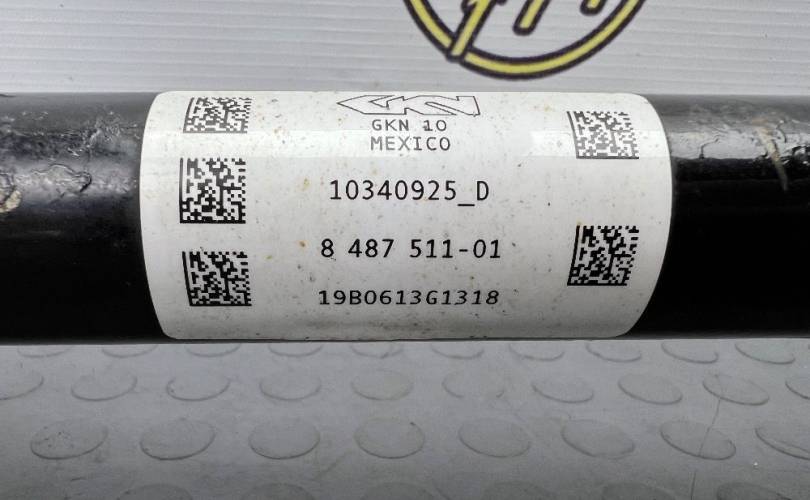 GKN 10
MEXICO
10340925_D
8 487 511-01
19B0613G1318